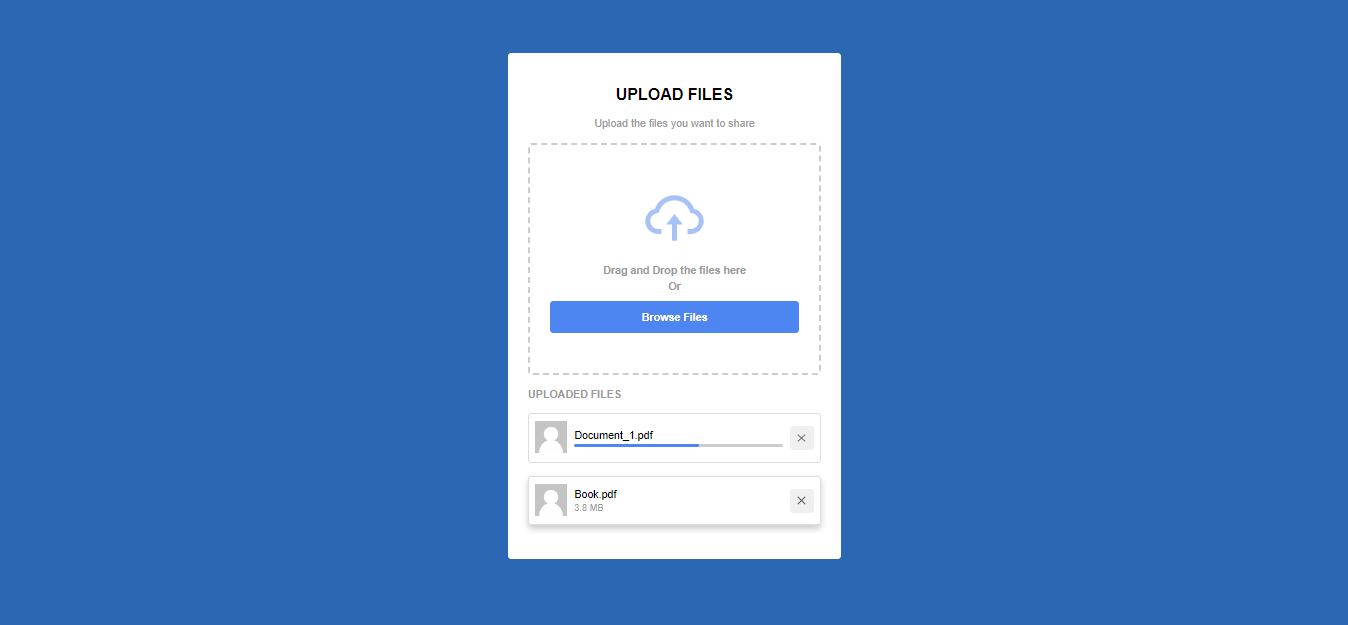 UPLOAD FILES
Upload the files you want to share
Drag and Drop the files here
Or
Browse Files
UPLOADED FILES
Document_1.pdf
Book.pdf
3.8 MB